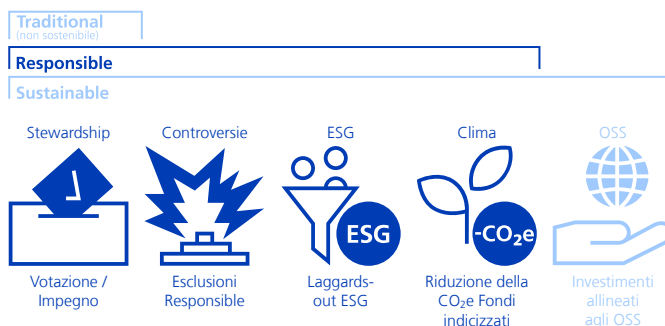 Traditional
(non sostenibile)
Responsible
Sustainable
Stewardship
Controversie
ESG
Clima
OSS
ESG
-CO₂e
Votazione /
Impegno
Esclusioni
Responsible
Laggards-
out ESG
Riduzione della
CO₂e Fondi
indicizzati
Investimenti
allineati
agli OSS